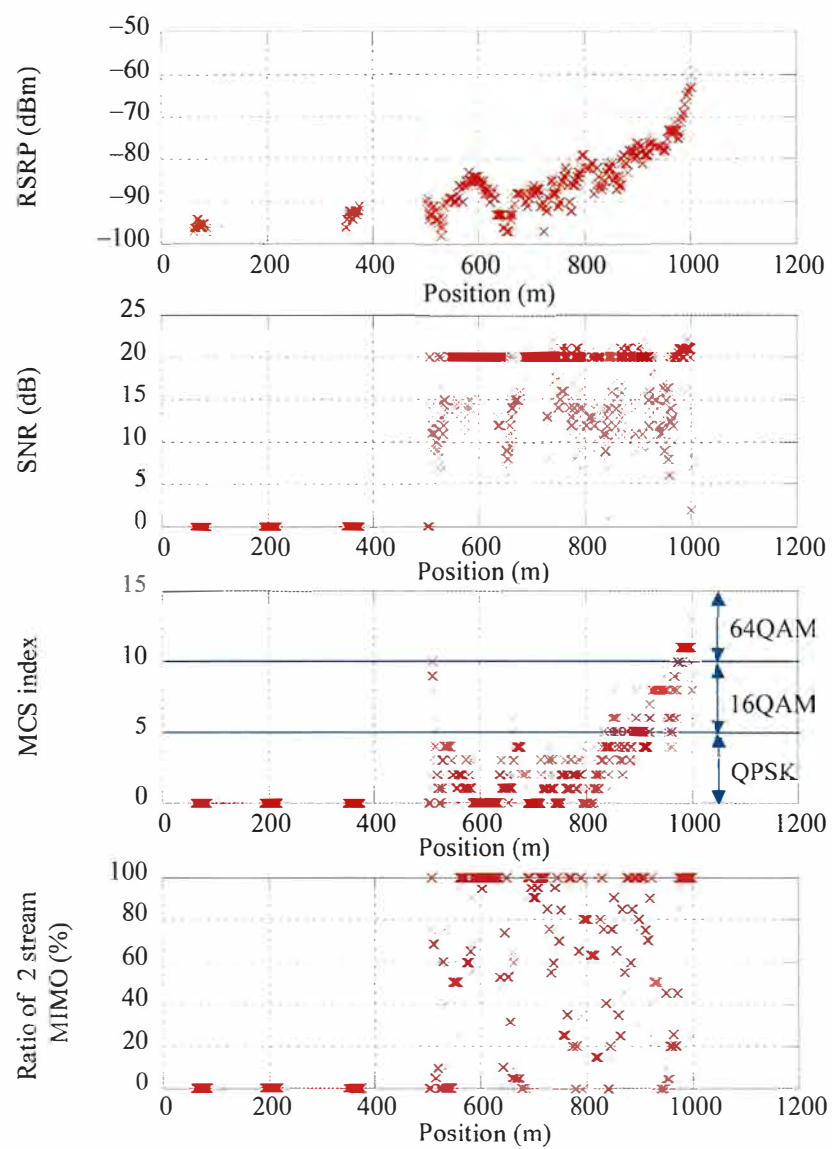 RSRP (dBm)
−50
−60
−70
−80
−90
−100
0 200 400 600 800 1000 1200
Position (m)
SNR (dB)
25
20
15
10
5
0
0 200 400 600 800 1000 1200
Position (m)
MCS index
15
10
5
0
64QAM
16QAM
QPSK
0 200 400 600 800 1000 1200
Position (m)
Ratio of 2 stream
MIMO (%)
100
80
60
40
20
0
0 200 400 600 800 1000 1200
Position (m)